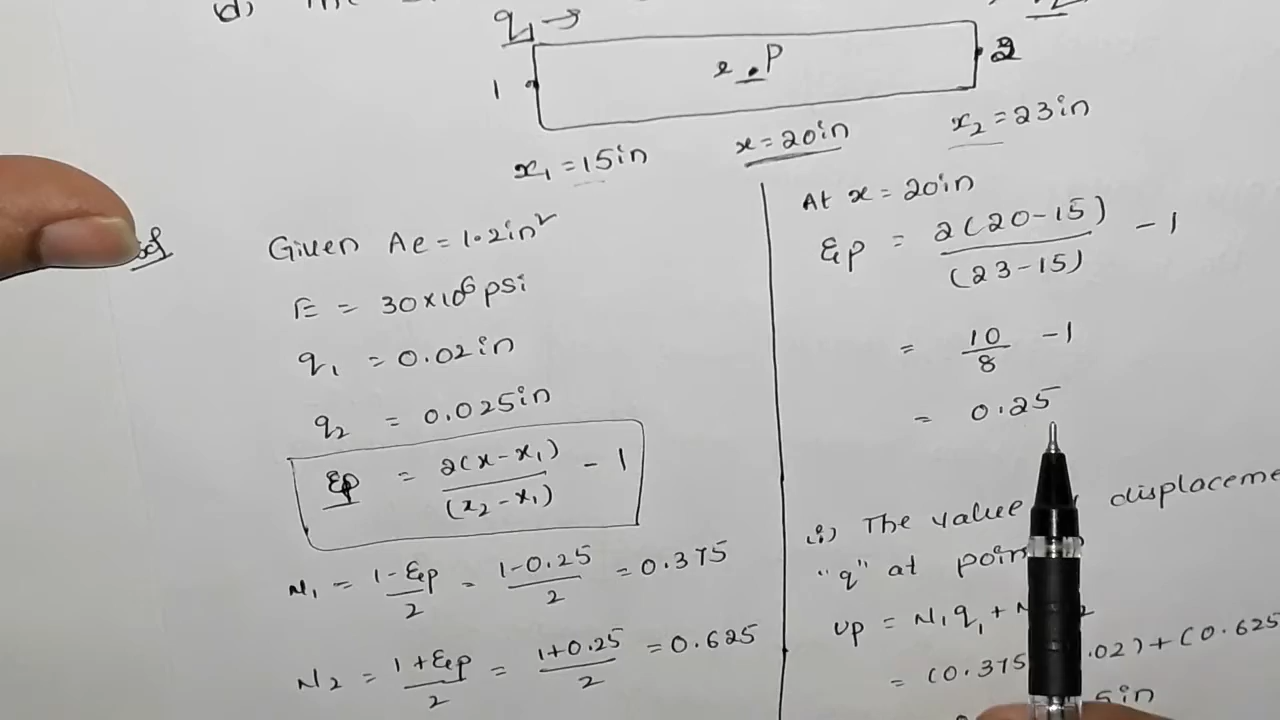 d)
q₁ →
1
e . P
2
x₁ = 15in
x = 20in
x₂ = 23in
Given Ae = 1.2in²
E = 30×10⁶ psi
q₁ = 0.02in
q₂ = 0.025in
εp = 2(x-x₁) / (x₂-x₁) - 1
N₁ = 1-εp / 2 = 1-0.25 / 2 = 0.375
N₂ = 1+εp / 2 = 1+0.25 / 2 = 0.625
At x = 20in
εp = 2(20-15) / (23-15) - 1
= 10 / 8 - 1
= 0.25
(i) The value displaceme
"q" at poin
up = N₁q₁ +
= (0.375 .02) + (0.625
5in